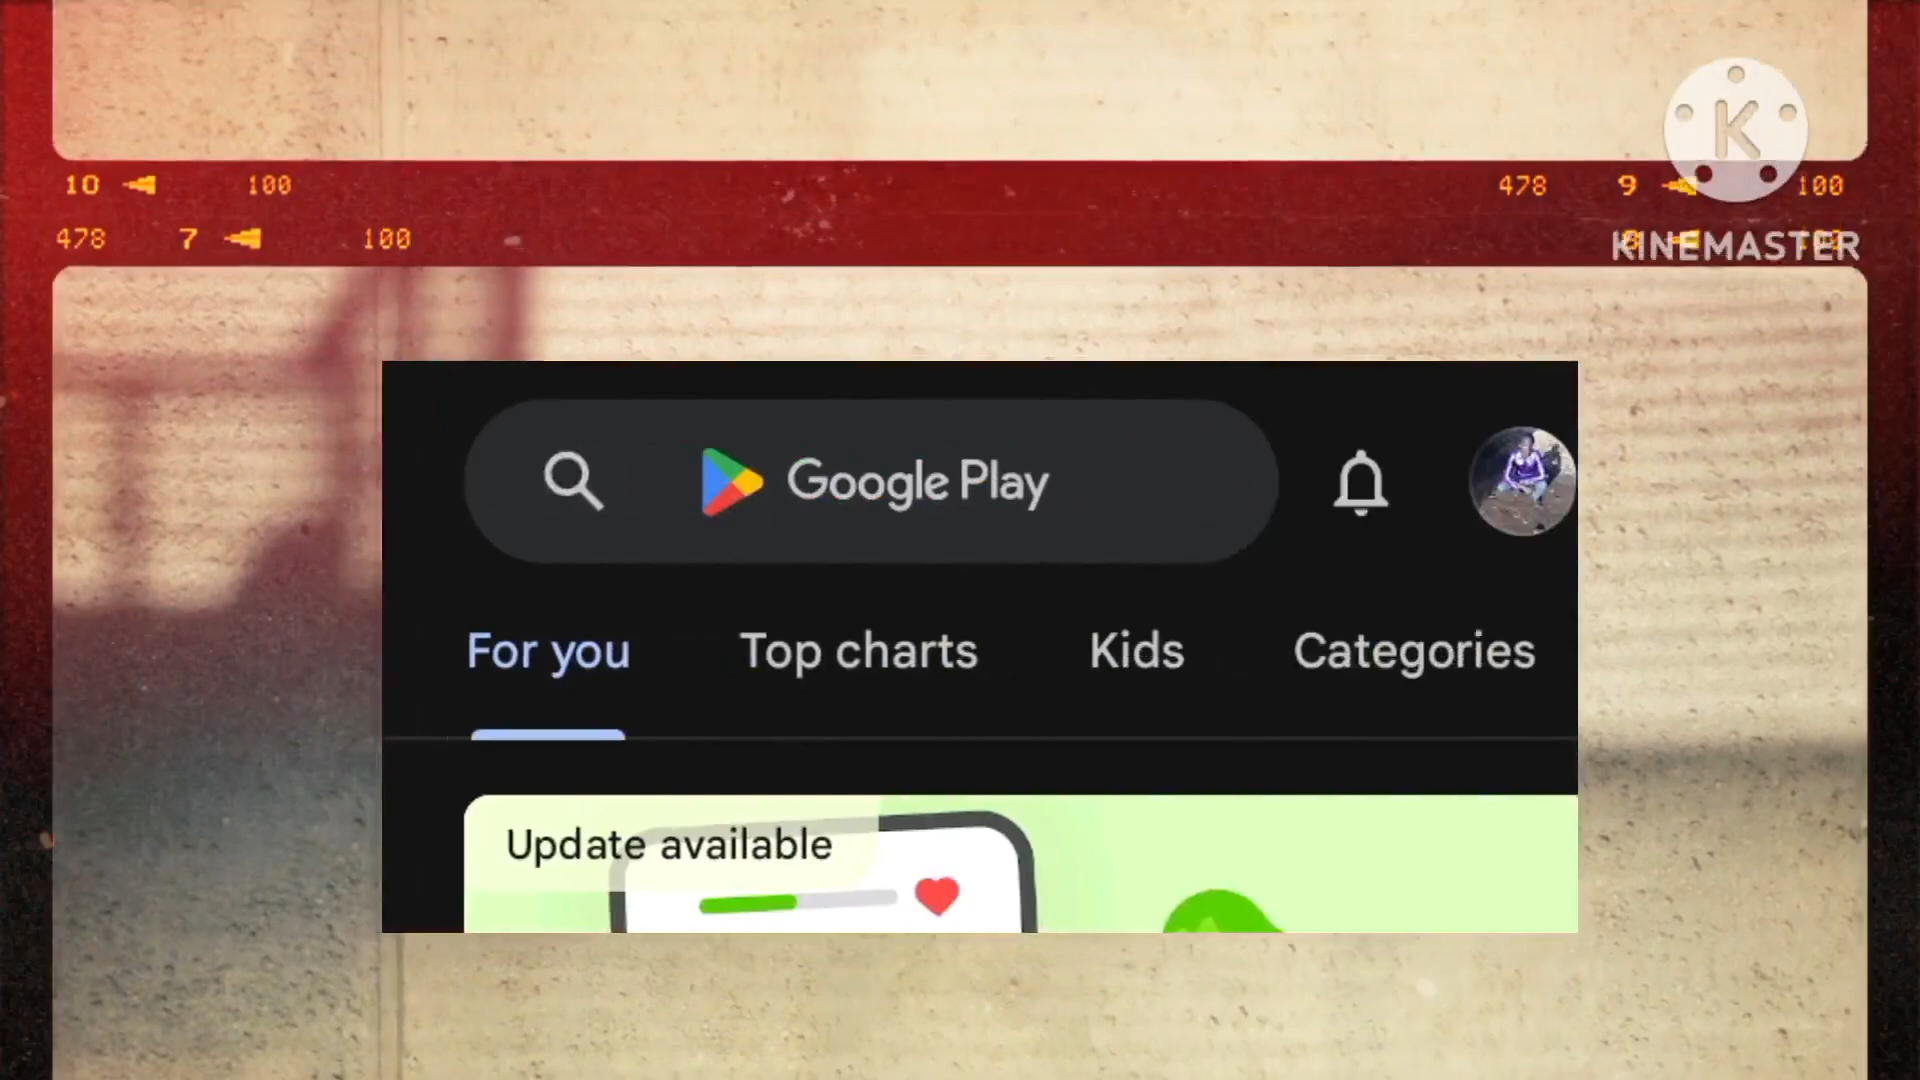 K
10 100 478 9 100
478 7 100
KINEMASTER
Google Play
For you Top charts Kids Categories
Update available